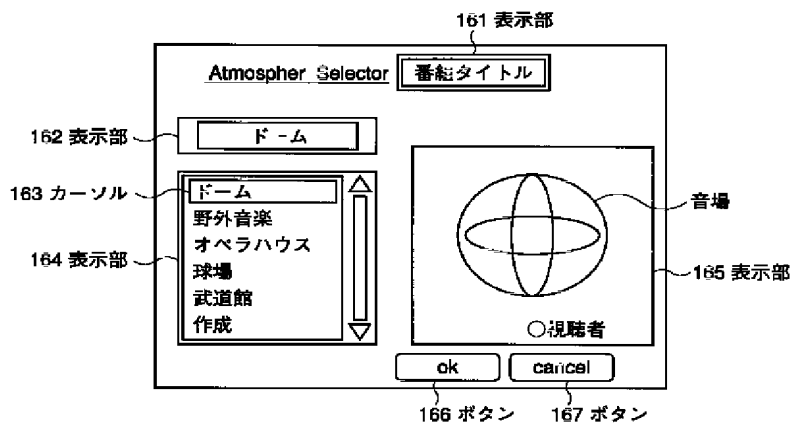 161 表示部
Atmospher Selector 番組タイトル
162 表示部
ドーム
163 カーソル
ドーム
野外音楽
オペラハウス
球場
武道館
作成
164 表示部
音場
165 表示部
○視聴者
ok
cancel
166 ボタン
167 ボタン